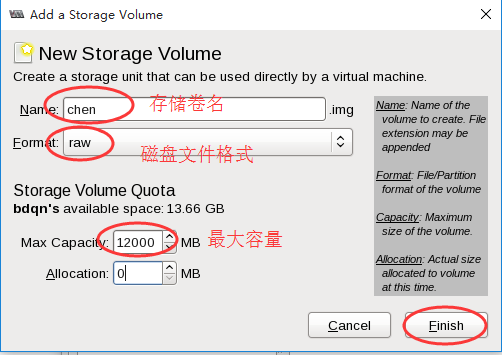 Add a Storage Volume
New Storage Volume
Create a storage unit that can be used directly by a virtual machine.
Name: chen .img 存储卷名
Format: raw 磁盘文件格式
Storage Volume Quota
bdqn's available space: 13.66 GB
Max Capacity: 12000 MB 最大容量
Allocation: 0 MB
Name: Name of the
volume to create. File
extension may be
appended
Format: File/Partition
format of the volume
Capacity: Maximum
size of the volume.
Allocation: Actual size
allocated to volume
at this time.
Cancel Finish